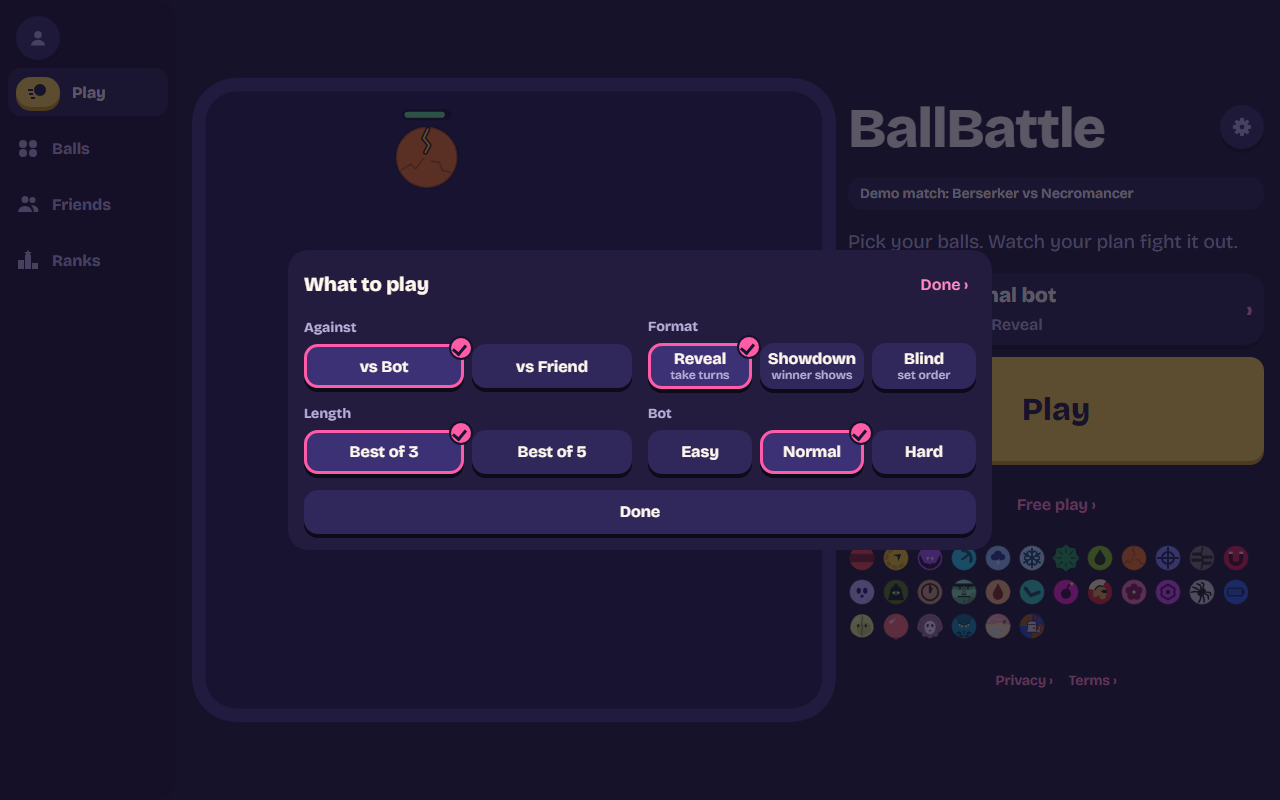 Play
Balls
Friends
Ranks
BallBattle
Demo match: Berserker vs Necromancer
Pick your balls. Watch your plan fight it out.
bot
Reveal
Play
Free play ›
Privacy ›
Terms ›
What to play
Done ›
Against
vs Bot
vs Friend
Format
Reveal
take turns
Showdown
winner shows
Blind
set order
Length
Best of 3
Best of 5
Bot
Easy
Normal
Hard
Done